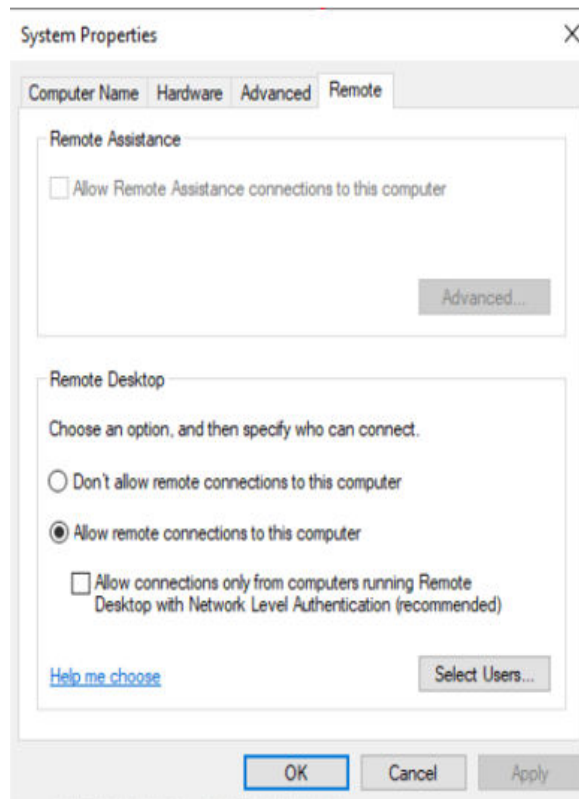 System Properties
Computer Name Hardware Advanced Remote
Remote Assistance
Allow Remote Assistance connections to this computer
Advanced...
Remote Desktop
Choose an option, and then specify who can connect.
Don't allow remote connections to this computer
Allow remote connections to this computer
Allow connections only from computers running Remote
Desktop with Network Level Authentication (recommended)
Help me choose Select Users...
OK Cancel Apply